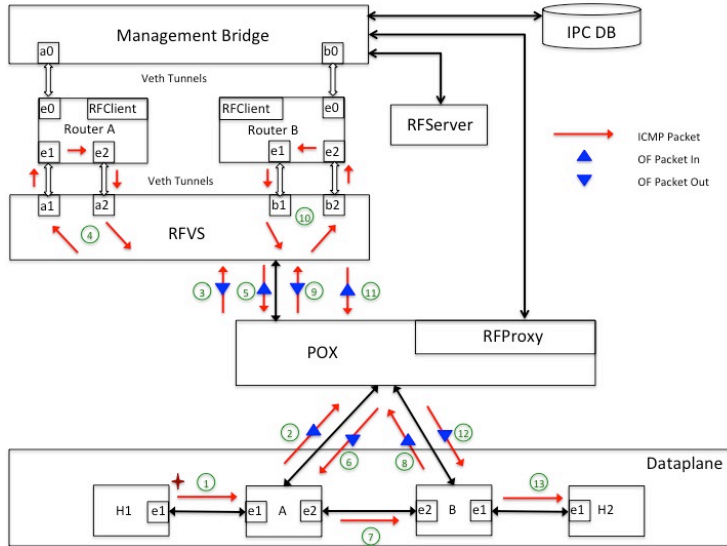 Management Bridge
IPC DB
a0
b0
Veth Tunnels
e0
RFClient
RFClient
e0
Router A
Router B
RFServer
ICMP Packet
e1
e2
e1
e2
OF Packet In
Veth Tunnels
OF Packet Out
a1
a2
b1
b2
4
RFVS
10
3
5
9
11
RFProxy
POX
2
6
8
12
Dataplane
1
13
H1
e1
e1
A
e2
e2
B
e1
e1
H2
7